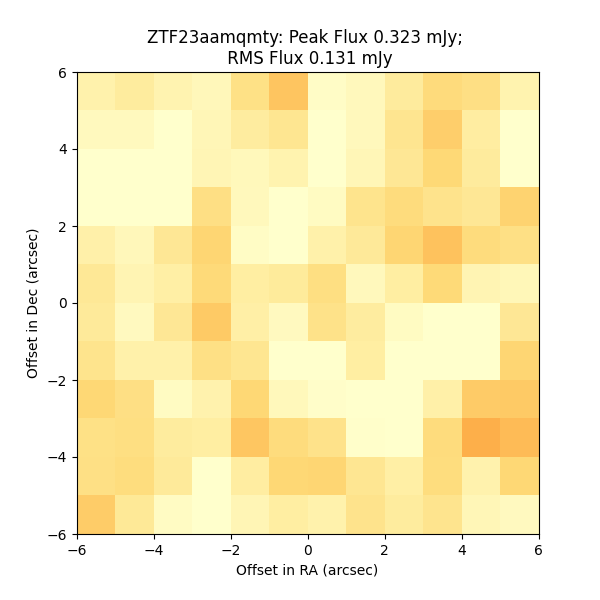 ZTF23aamqmty: Peak Flux 0.323 mJy;
RMS Flux 0.131 mJy
6
4
2
0
−2
−4
−6
Offset in Dec (arcsec)
−6 −4 −2 0 2 4 6
Offset in RA (arcsec)